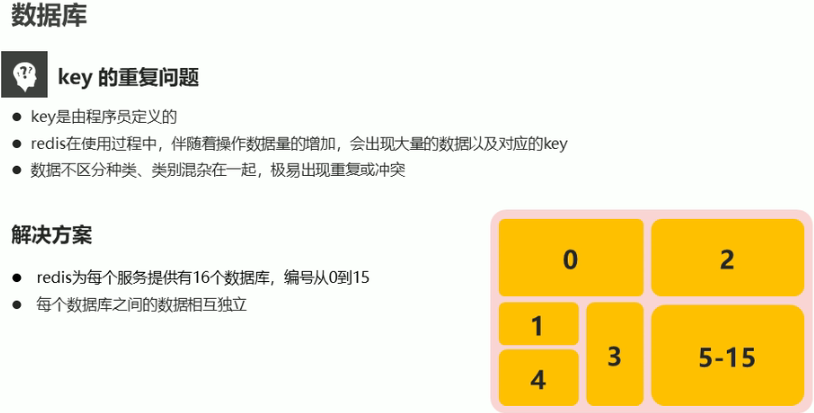 数据库
key 的重复问题
● key是由程序员定义的
● redis在使用过程中，伴随着操作数据量的增加，会出现大量的数据以及对应的key
● 数据不区分种类、类别混杂在一起，极易出现重复或冲突
解决方案
● redis为每个服务提供有16个数据库，编号从0到15
● 每个数据库之间的数据相互独立
0
2
1
3
4
5-15